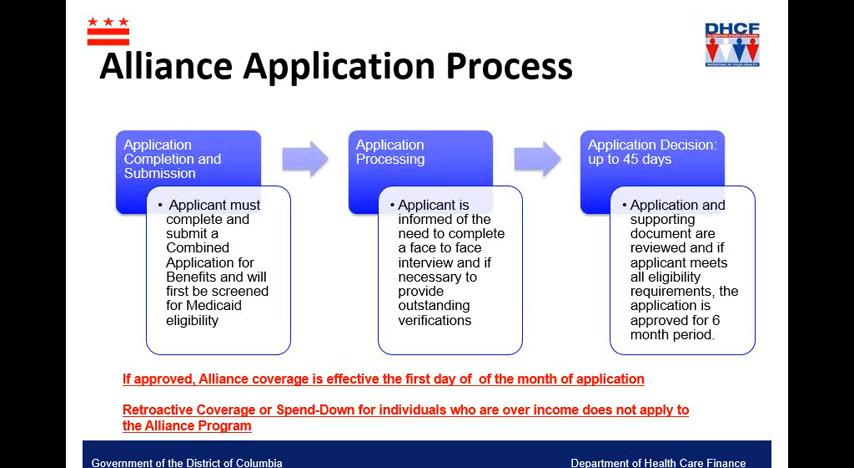 DHCF
Alliance Application Process
Application
Completion and
Submission
• Applicant must
complete and
submit a
Combined
Application for
Benefits and will
first be screened
for Medicaid
eligibility
Application
Processing
• Applicant is
informed of the
need to complete
a face to face
interview and if
necessary to
provide
outstanding
verifications
Application Decision:
up to 45 days
• Application and
supporting
document are
reviewed and if
applicant meets
all eligibility
requirements, the
application is
approved for 6
month period.
If approved, Alliance coverage is effective the first day of of the month of application
Retroactive Coverage or Spend-Down for individuals who are over income does not apply to
the Alliance Program
Government of the District of Columbia
Department of Health Care Finance